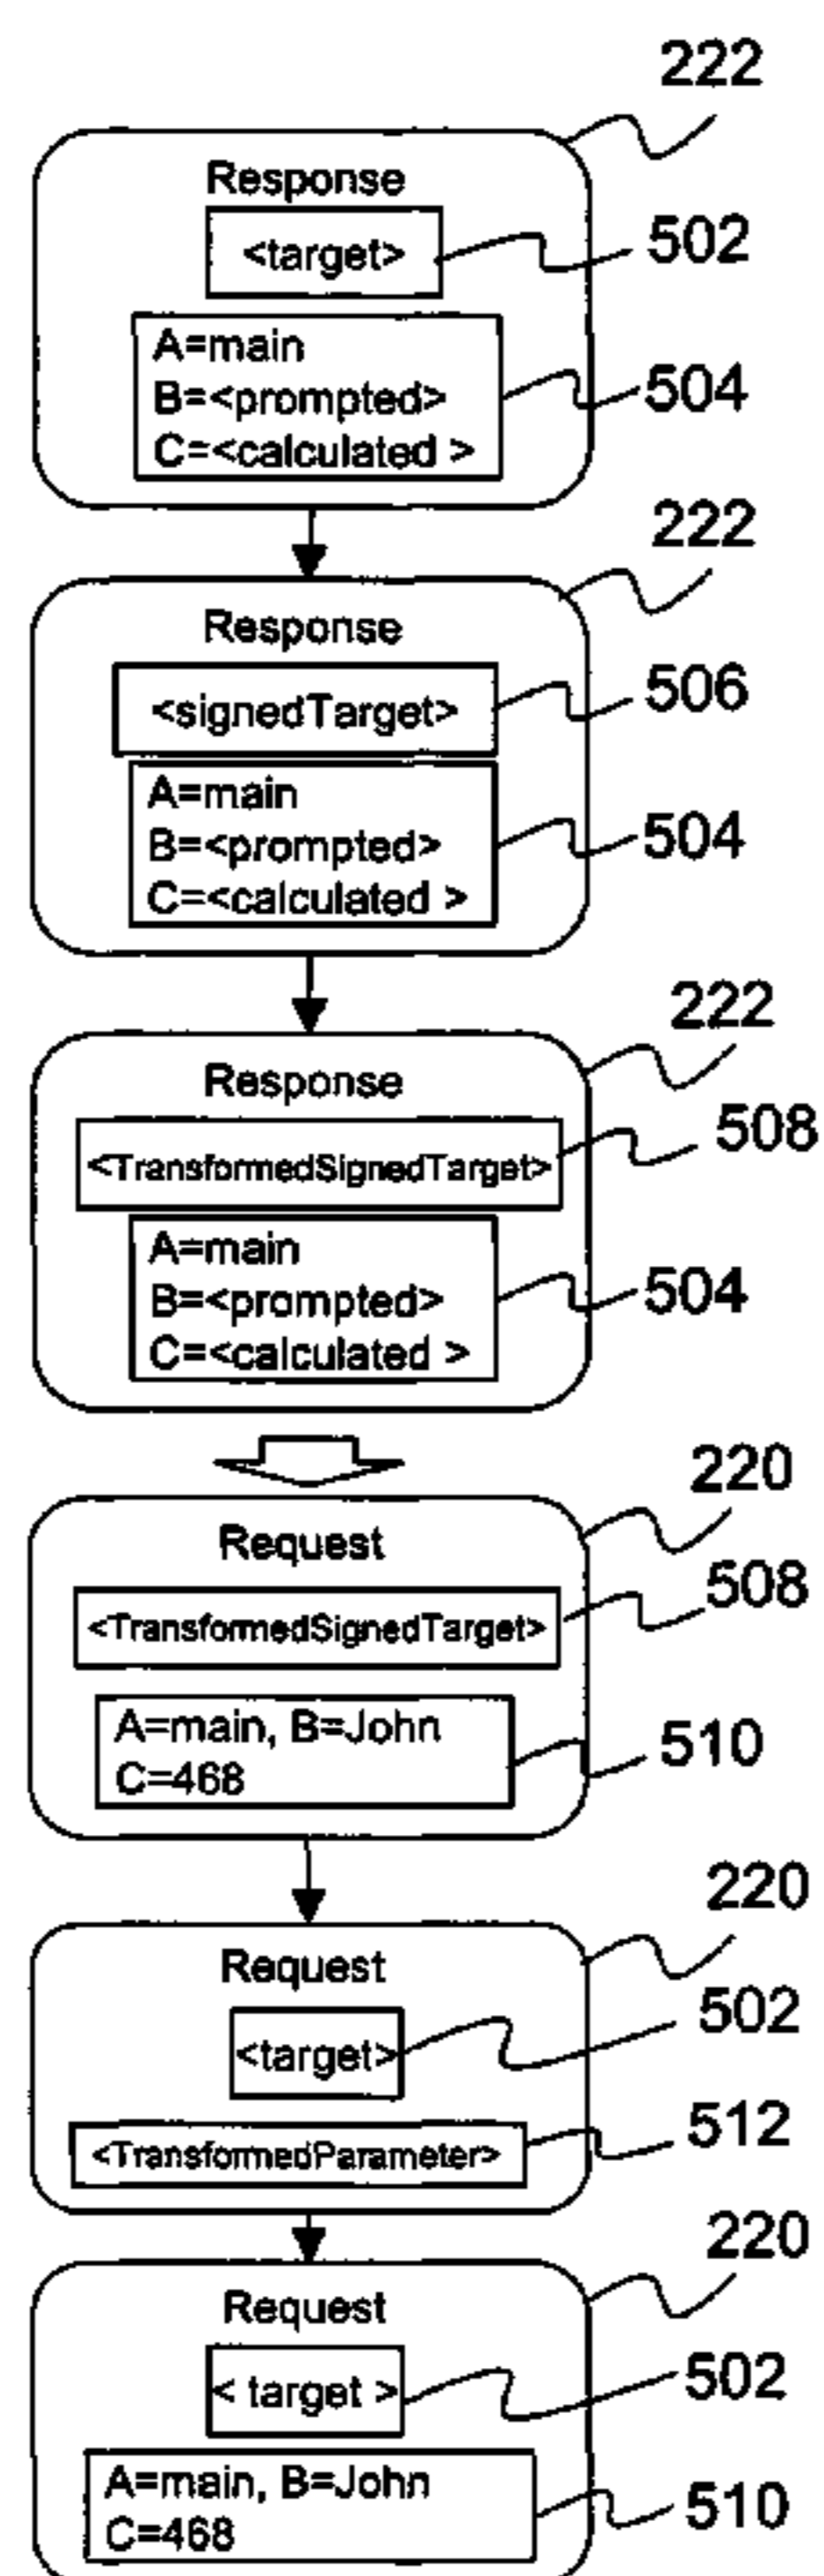 222
Response
<target>
502
A=main
B=<prompted>
C=<calculated >
504
222
Response
<signedTarget>
506
A=main
B=<prompted>
C=<calculated >
504
222
Response
<TransformedSignedTarget>
508
A=main
B=<prompted>
C=<calculated >
504
220
Request
<TransformedSignedTarget>
508
A=main, B=John
C=468
510
220
Request
<target>
502
<TransformedParameter>
512
220
Request
< target >
502
A=main, B=John
C=468
510